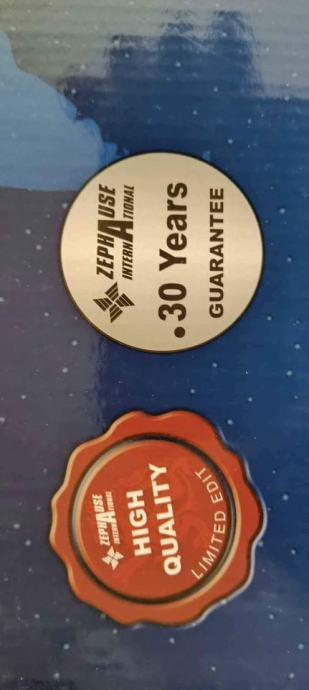 ZEPHAUSE
INTERNATIONAL
.30 Years
GUARANTEE
ZEPHAUSE
INTERNATIONAL
HIGH
QUALITY
LIMITED EDIT